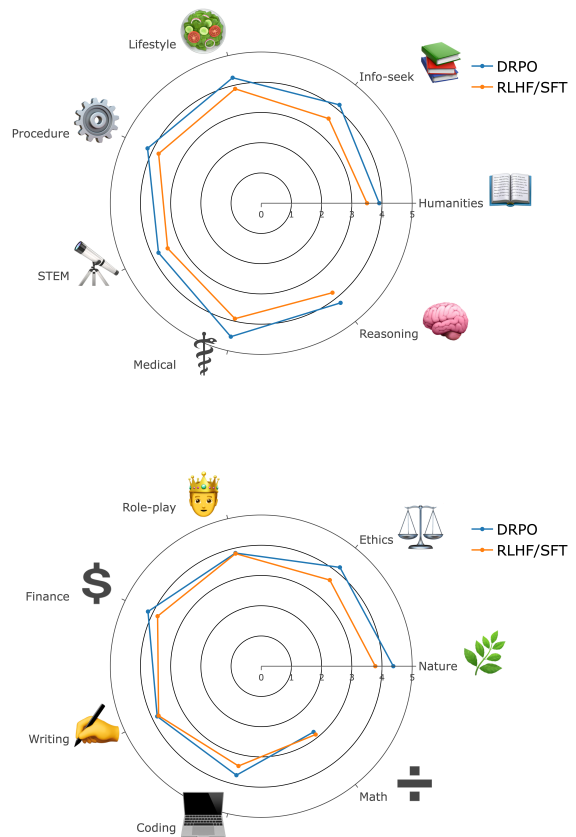 Lifestyle
Info-seek
DRPO
RLHF/SFT
Procedure
Humanities
0 1 2 3 4 5
STEM
Reasoning
Medical
Role-play
Ethics
DRPO
RLHF/SFT
$
Finance
Nature
0 1 2 3 4 5
Writing
Math
Coding